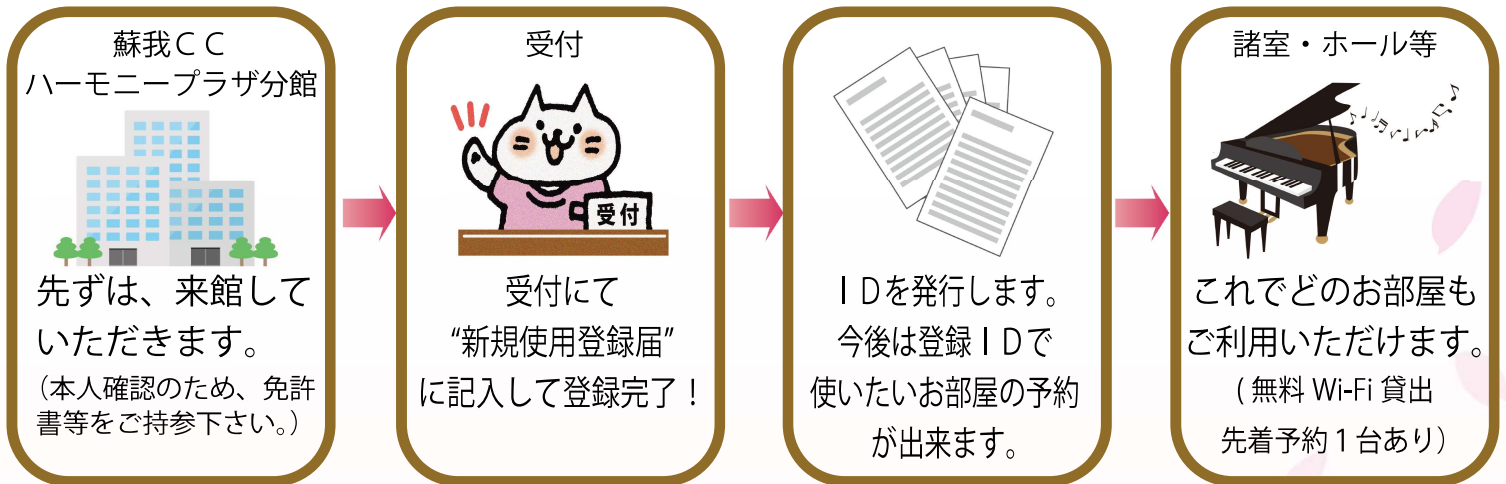 蘇我ＣＣ
ハーモニープラザ分館
先ずは、来館して
いただきます。
（本人確認のため、免許
書等をご持参下さい。）
受付
受付
受付にて
“新規使用登録届”
に記入して登録完了！
ＩＤを発行します。
今後は登録ＩＤで
使いたいお部屋の予約
が出来ます。
諸室・ホール等
これでどのお部屋も
ご利用いただけます。
( 無料 Wi-Fi 貸出
先着予約 1 台あり）